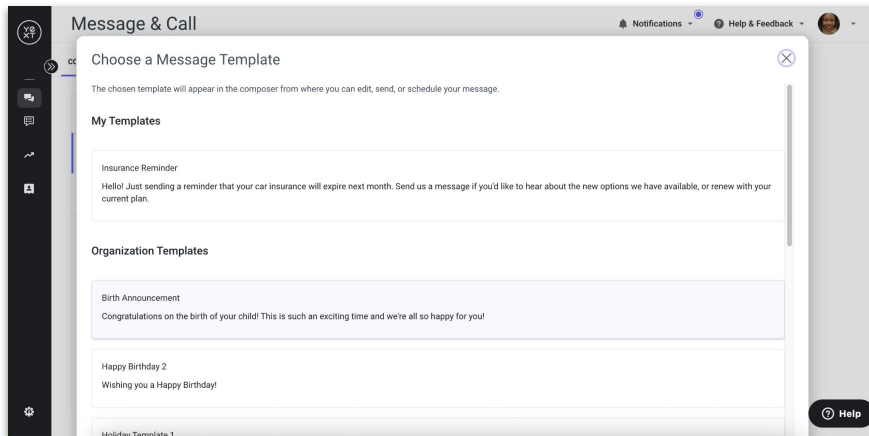 yext
Message & Call
Notifications
Help & Feedback
CO
Choose a Message Template
The chosen template will appear in the composer from where you can edit, send, or schedule your message.
My Templates
Insurance Reminder
Hello! Just sending a reminder that your car insurance will expire next month. Send us a message if you'd like to hear about the new options we have available, or renew with your
current plan.
Organization Templates
Birth Announcement
Congratulations on the birth of your child! This is such an exciting time and we're all so happy for you!
Happy Birthday 2
Wishing you a Happy Birthday!
Holiday Template 1
Help